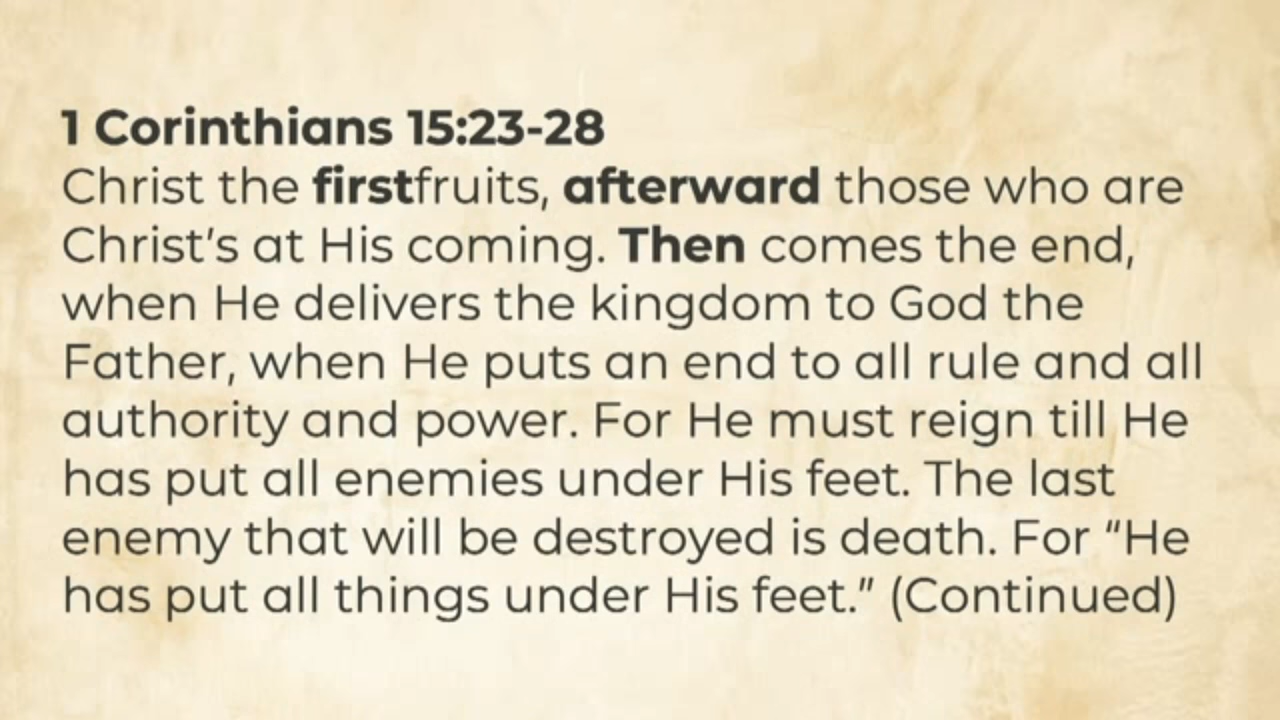 1 Corinthians 15:23-28
Christ the firstfruits, afterward those who are
Christ’s at His coming. Then comes the end,
when He delivers the kingdom to God the
Father, when He puts an end to all rule and all
authority and power. For He must reign till He
has put all enemies under His feet. The last
enemy that will be destroyed is death. For “He
has put all things under His feet.” (Continued)